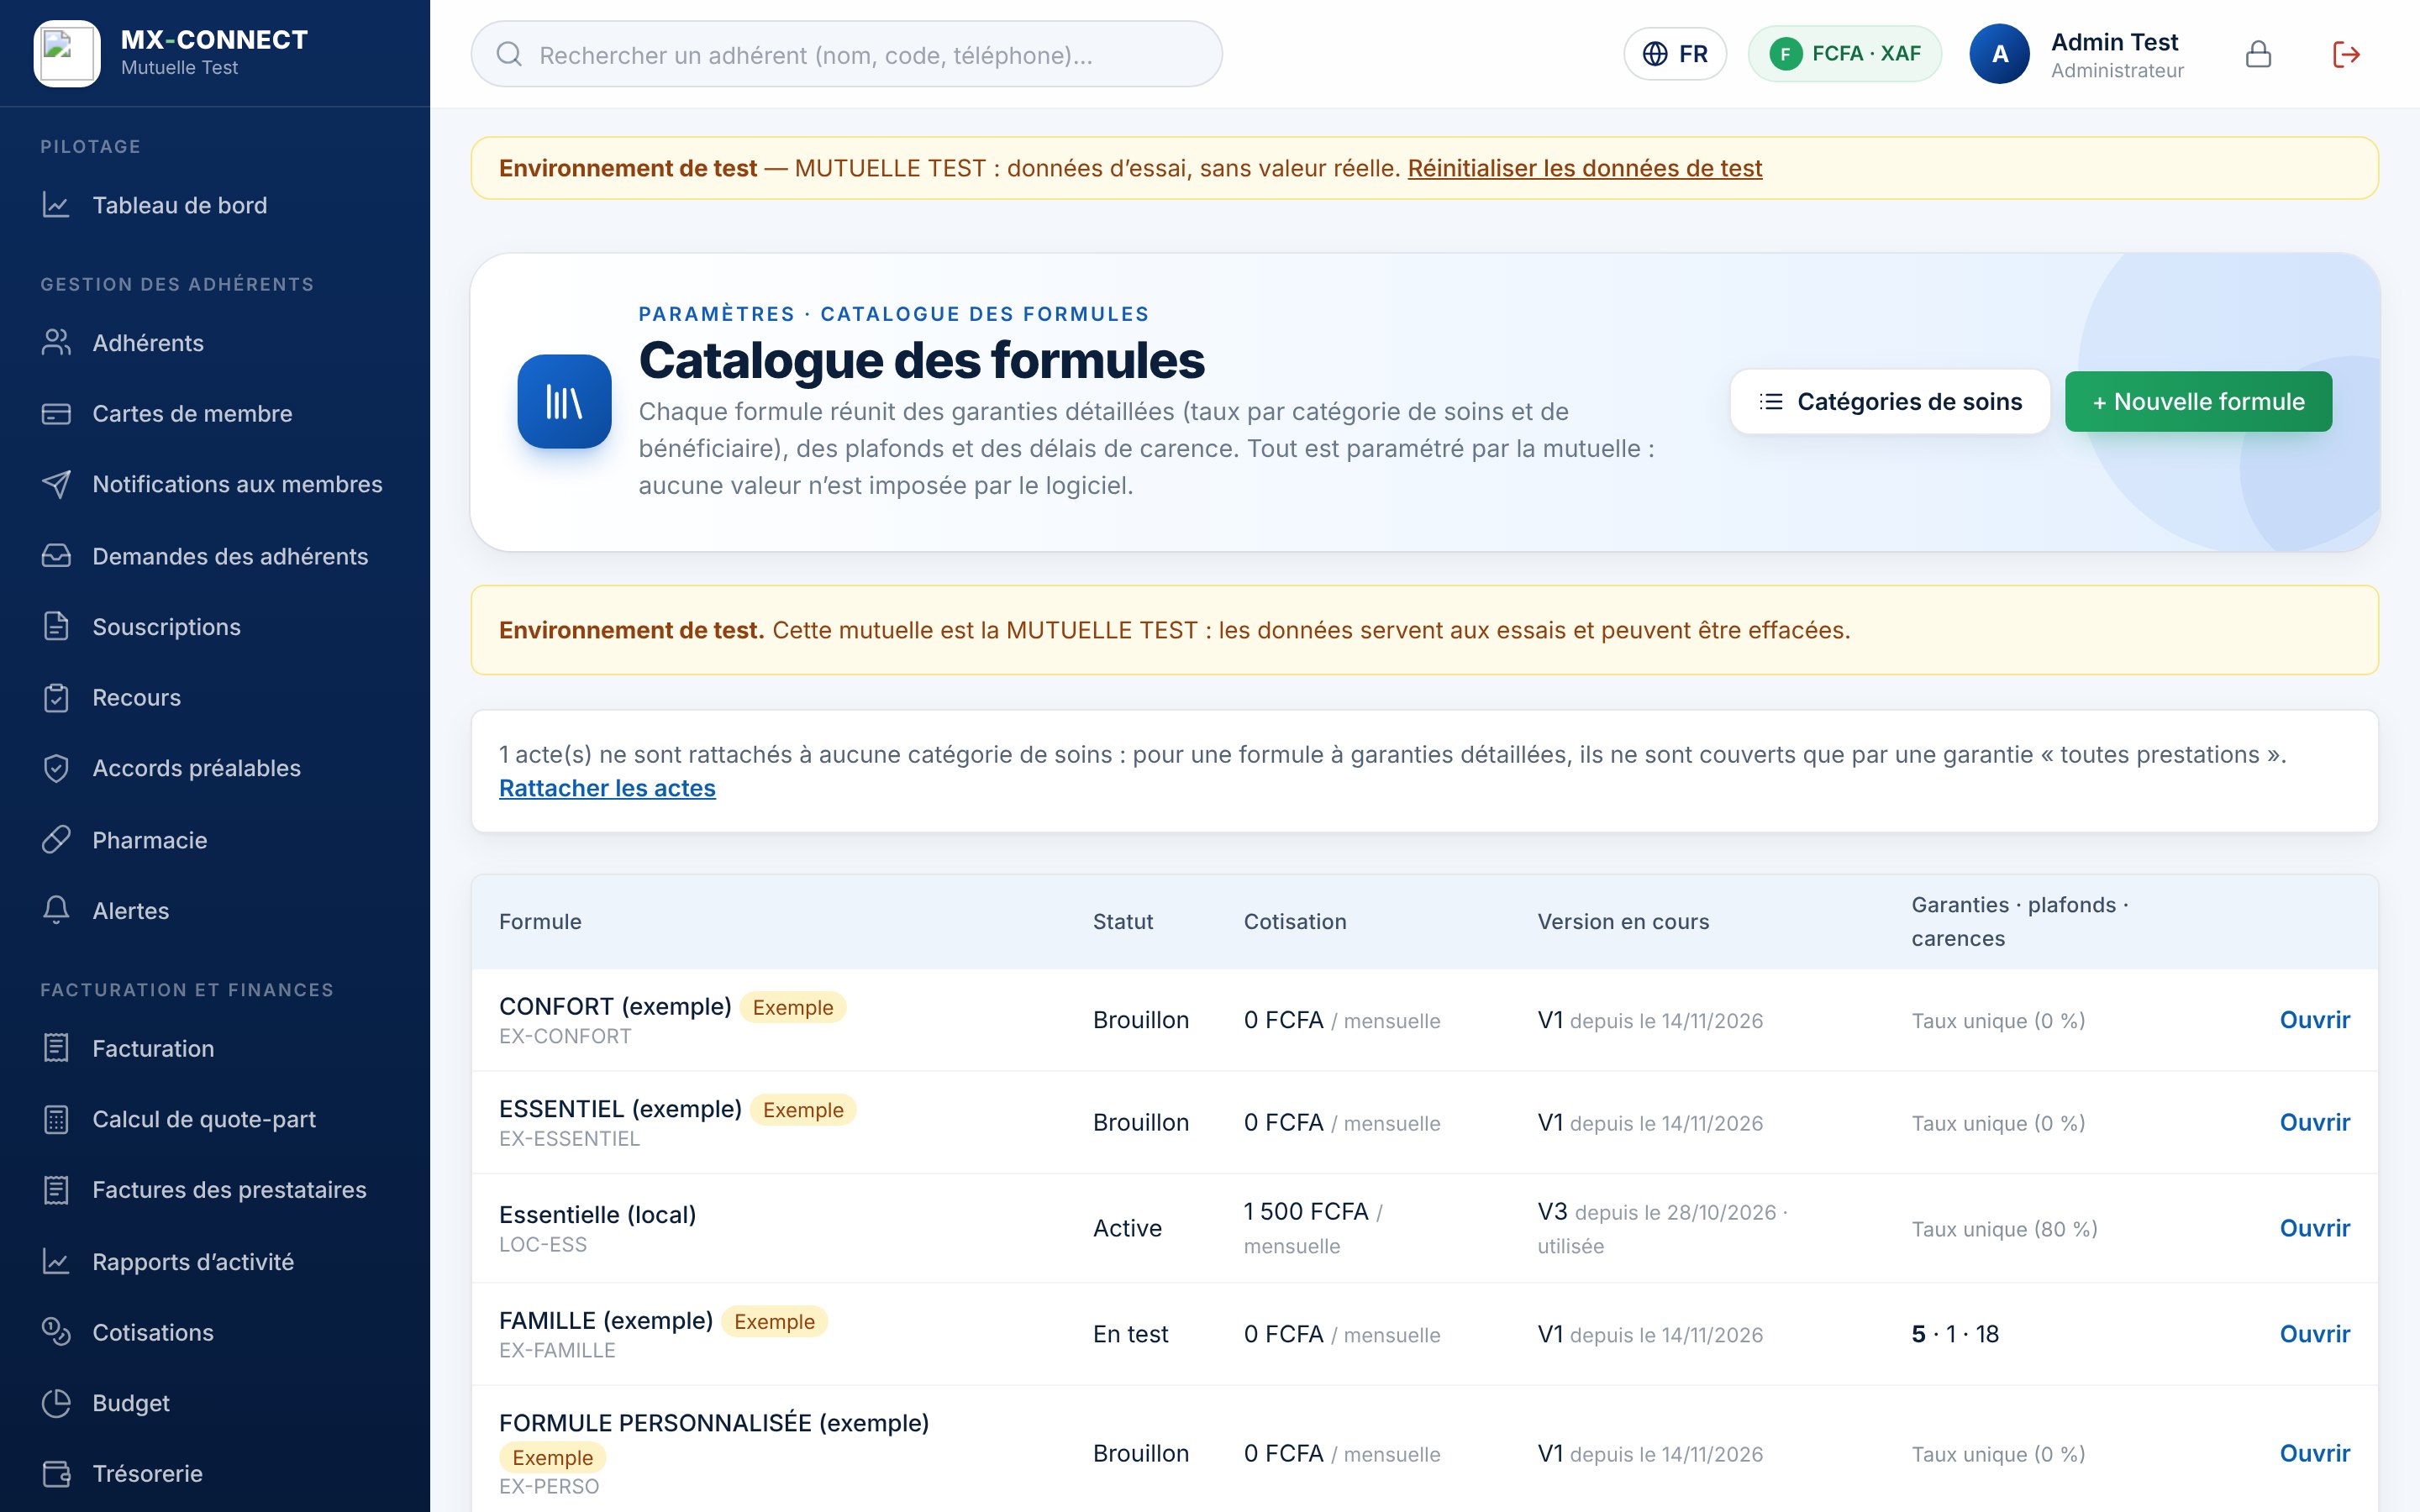 MX-CONNECT
Mutuelle Test
PILOTAGE
Tableau de bord
GESTION DES ADHÉRENTS
Adhérents
Cartes de membre
Notifications aux membres
Demandes des adhérents
Souscriptions
Recours
Accords préalables
Pharmacie
Alertes
FACTURATION ET FINANCES
Facturation
Calcul de quote-part
Factures des prestataires
Rapports d’activité
Cotisations
Budget
Trésorerie
Rechercher un adhérent (nom, code, téléphone)...
FR
F FCFA · XAF
A
Admin Test
Administrateur
Environnement de test — MUTUELLE TEST : données d’essai, sans valeur réelle. Réinitialiser les données de test
PARAMÈTRES · CATALOGUE DES FORMULES
Catalogue des formules
Chaque formule réunit des garanties détaillées (taux par catégorie de soins et de
bénéficiaire), des plafonds et des délais de carence. Tout est paramétré par la mutuelle :
aucune valeur n’est imposée par le logiciel.
Catégories de soins
+ Nouvelle formule
Environnement de test. Cette mutuelle est la MUTUELLE TEST : les données servent aux essais et peuvent être effacées.
1 acte(s) ne sont rattachés à aucune catégorie de soins : pour une formule à garanties détaillées, ils ne sont couverts que par une garantie « toutes prestations ».
Rattacher les actes
Formule Statut Cotisation Version en cours Garanties · plafonds ·
carences
CONFORT (exemple) Exemple
EX-CONFORT
Brouillon 0 FCFA / mensuelle V1 depuis le 14/11/2026 Taux unique (0 %) Ouvrir
ESSENTIEL (exemple) Exemple
EX-ESSENTIEL
Brouillon 0 FCFA / mensuelle V1 depuis le 14/11/2026 Taux unique (0 %) Ouvrir
Essentielle (local)
LOC-ESS
Active
1 500 FCFA /
mensuelle
V3 depuis le 28/10/2026 ·
utilisée
Taux unique (80 %) Ouvrir
FAMILLE (exemple) Exemple
EX-FAMILLE
En test 0 FCFA / mensuelle V1 depuis le 14/11/2026 5 · 1 · 18 Ouvrir
FORMULE PERSONNALISÉE (exemple)
Exemple
EX-PERSO
Brouillon 0 FCFA / mensuelle V1 depuis le 14/11/2026 Taux unique (0 %) Ouvrir